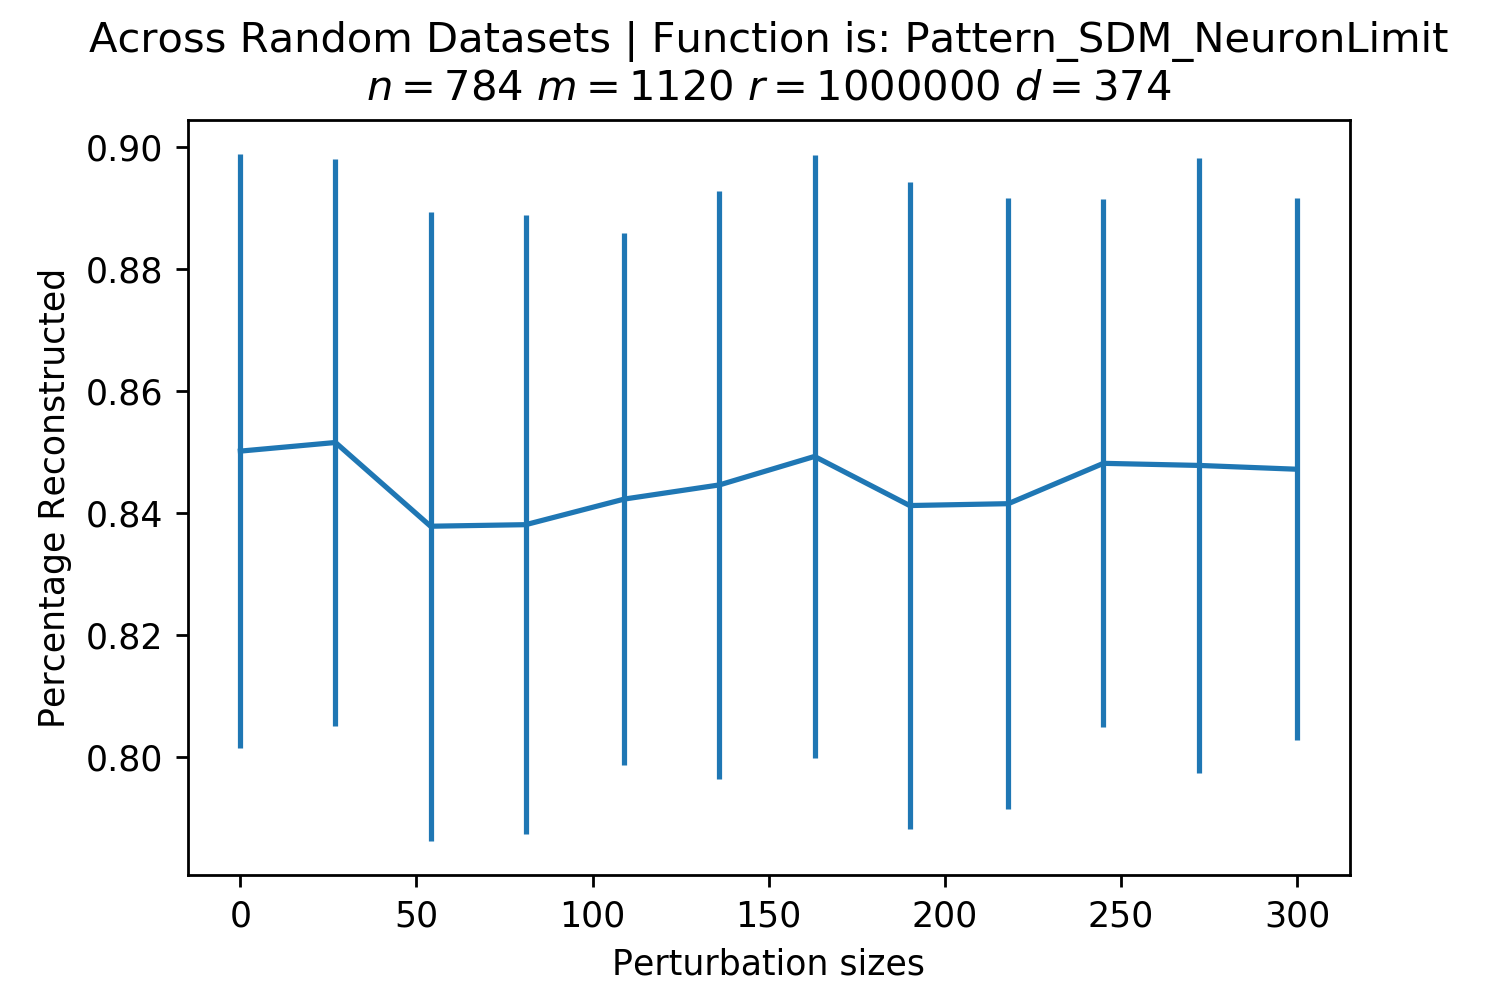 Across Random Datasets | Function is: Pattern_SDM_NeuronLimit
n = 784 m = 1120 r = 1000000 d = 374
Percentage Reconstructed
0.90
0.88
0.86
0.84
0.82
0.80
0 50 100 150 200 250 300
Perturbation sizes